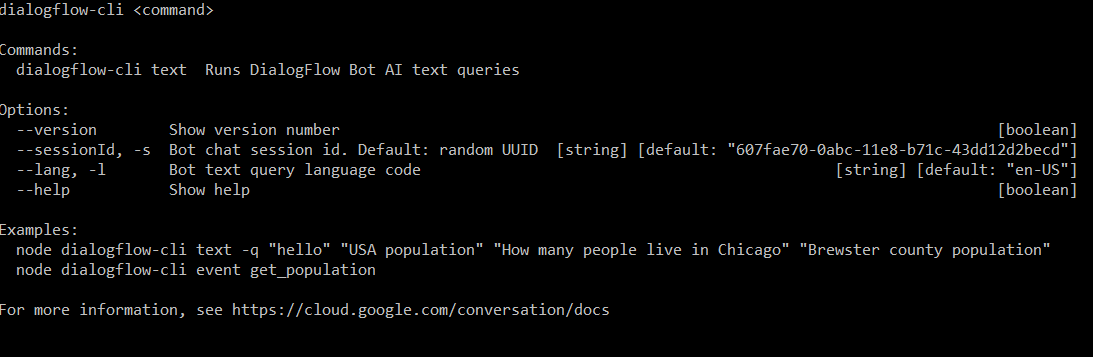 dialogflow-cli <command>
Commands:
dialogflow-cli text  Runs DialogFlow Bot AI text queries
Options:
--version        Show version number        [boolean]
--sessionId, -s  Bot chat session id. Default: random UUID  [string] [default: "607fae70-0abc-11e8-b71c-43dd12d2becd"]
--lang, -l       Bot text query language code        [string] [default: "en-US"]
--help           Show help        [boolean]
Examples:
node dialogflow-cli text -q "hello" "USA population" "How many people live in Chicago" "Brewster county population"
node dialogflow-cli event get_population
For more information, see https://cloud.google.com/conversation/docs